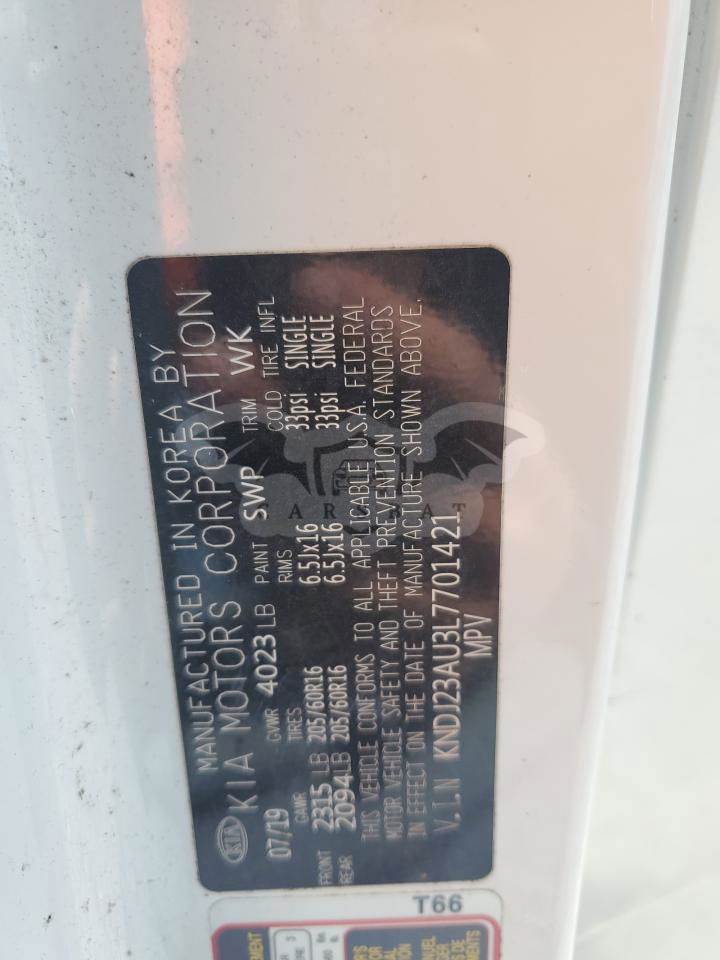 MANUFACTURED IN KOREA BY
KIA KIA MOTORS CORPORATION
07/19 GVWR 4023 LB PAINT SWP TRIM WK
GAWR TIRES RIMS COLD TIRE INFL
FRONT 2315 LB 205/60R16 6.5Jx16 33psi SINGLE
REAR 2094 LB 205/60R16 6.5Jx16 33psi SINGLE
THIS VEHICLE CONFORMS TO ALL APPLICABLE U.S.A. FEDERAL
MOTOR VEHICLE SAFETY AND THEFT PREVENTION STANDARDS
IN EFFECT ON THE DATE OF MANUFACTURE SHOWN ABOVE.
V.I.N KNDJ23AU3L7701421
MPV
CARSBAT
T66